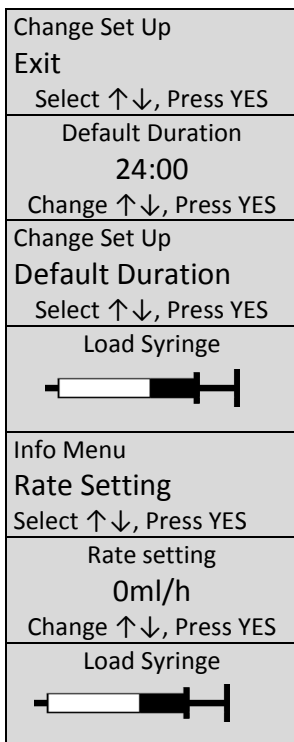 Change Set Up
Exit
Select ↑↓, Press YES
Default Duration
24:00
Change ↑↓, Press YES
Change Set Up
Default Duration
Select ↑↓, Press YES
Load Syringe
Info Menu
Rate Setting
Select ↑↓, Press YES
Rate setting
0ml/h
Change ↑↓, Press YES
Load Syringe